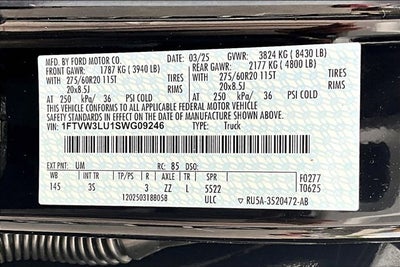 MFD. BY FORD MOTOR CO.
03/25 GVWR: 3824 KG ( 8430 LB)
FRONT GAWR: 1787 KG ( 3940 LB)
REAR GAWR: 2177 KG ( 4800 LB)
275/60R20 115T TIRES 275/60R20 115T TIRES
20x8.5J RIMS 20x8.5J RIMS
AT 250 kPa/ 36 PSI COLD AT 250 kPa/ 36 PSI COLD
THIS VEHICLE CONFORMS TO ALL APPLICABLE FEDERAL MOTOR VEHICLE
SAFETY STANDARDS IN EFFECT ON THE DATE OF MANUFACTURE SHOWN ABOVE.
VIN: 1FTVW3LU1SWG09246 TYPE: Truck
EXT PNT: UM RC: 85 DSO:
WB INT TR TP/PS R AXLE TR SPR F0277
145 3S 3 ZZ L 5522 T0625
120250318805B ULC RU5A-3520472-AB